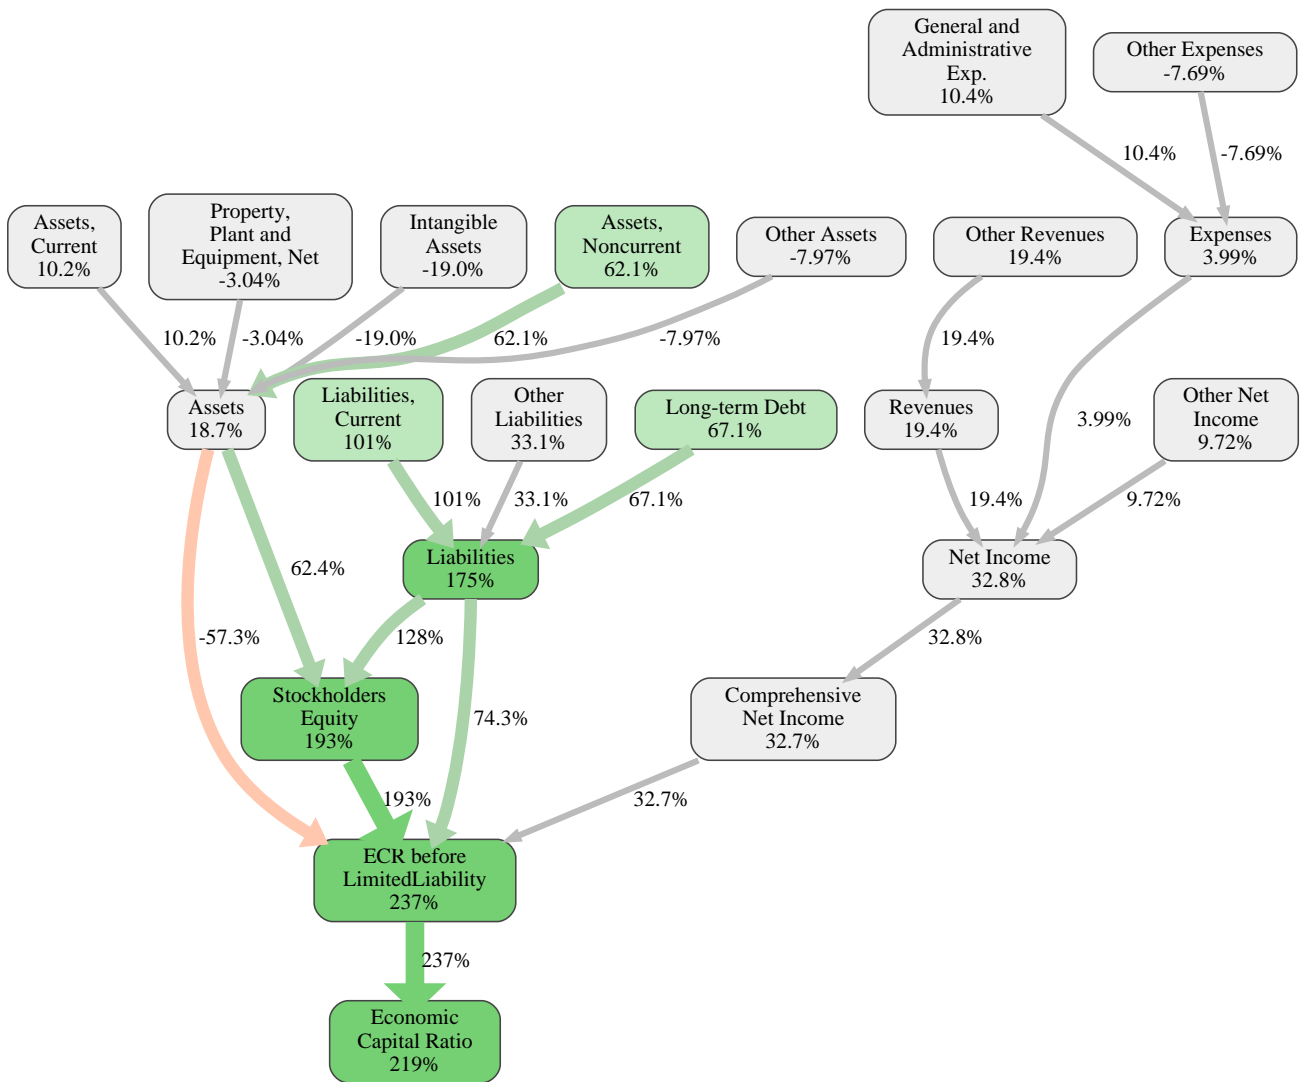 General and
Administrative
Exp.
10.4%
Other Expenses
-7.69%
10.4%
-7.69%
Assets,
Current
10.2%
Property,
Plant and
Equipment, Net
-3.04%
Intangible
Assets
-19.0%
Assets,
Noncurrent
62.1%
Other Assets
-7.97%
Other Revenues
19.4%
Expenses
3.99%
10.2%
-3.04%
-19.0%
62.1%
-7.97%
19.4%
3.99%
Assets
18.7%
Liabilities,
Current
101%
Other
Liabilities
33.1%
Long-term Debt
67.1%
Revenues
19.4%
Other Net
Income
9.72%
101%
33.1%
67.1%
19.4%
9.72%
62.4%
Liabilities
175%
Net Income
32.8%
-57.3%
128%
32.8%
Stockholders
Equity
193%
74.3%
Comprehensive
Net Income
32.7%
193%
32.7%
ECR before
LimitedLiability
237%
237%
Economic
Capital Ratio
219%